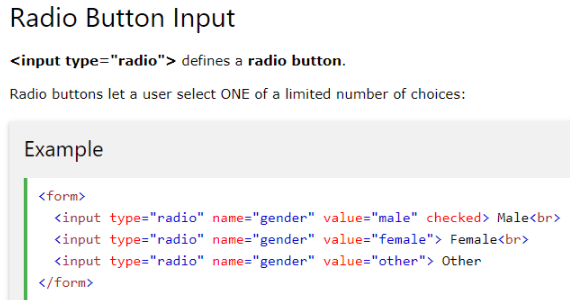 Radio Button Input
<input type="radio"> defines a radio button.
Radio buttons let a user select ONE of a limited number of choices:
Example
<form>
  <input type="radio" name="gender" value="male" checked> Male<br>
  <input type="radio" name="gender" value="female"> Female<br>
  <input type="radio" name="gender" value="other"> Other
</form>